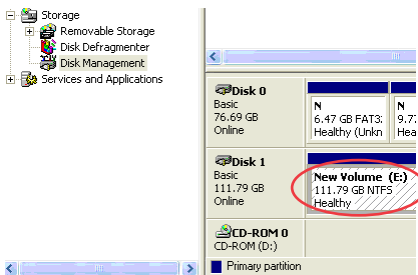 Storage
Removable Storage
Disk Defragmenter
Disk Management
Services and Applications
Disk 0
Basic
76.69 GB
Online
N
6.47 GB FAT3:
Healthy (Unkn
N
9.77
Hea
Disk 1
Basic
111.79 GB
Online
New Volume (E:)
111.79 GB NTFS
Healthy
CD-ROM 0
CD-ROM (D:)
Primary partition